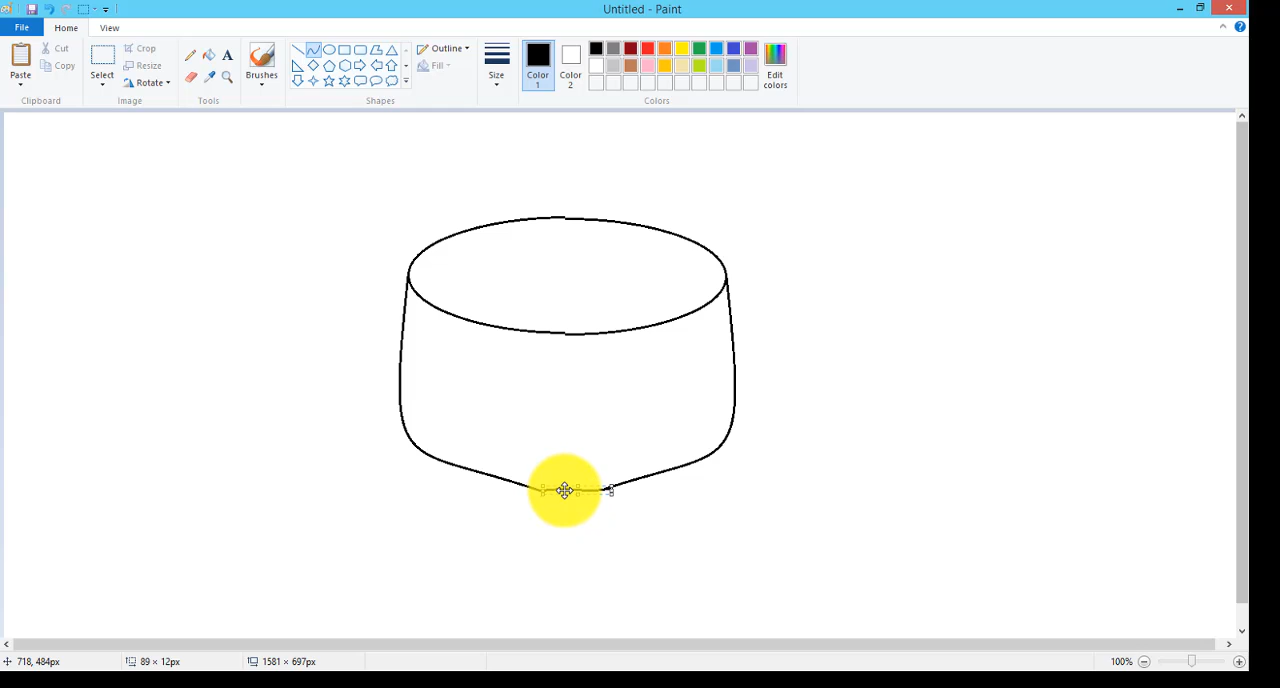 Untitled - Paint
File Home View
Paste
Cut
Copy
Clipboard
Select
Crop
Resize
Rotate
Image
Tools
Brushes
Shapes
Outline
Fill
Size
Color 1
Color 2
Edit colors
Colors
718, 484px
89 × 12px
1581 × 697px
100%